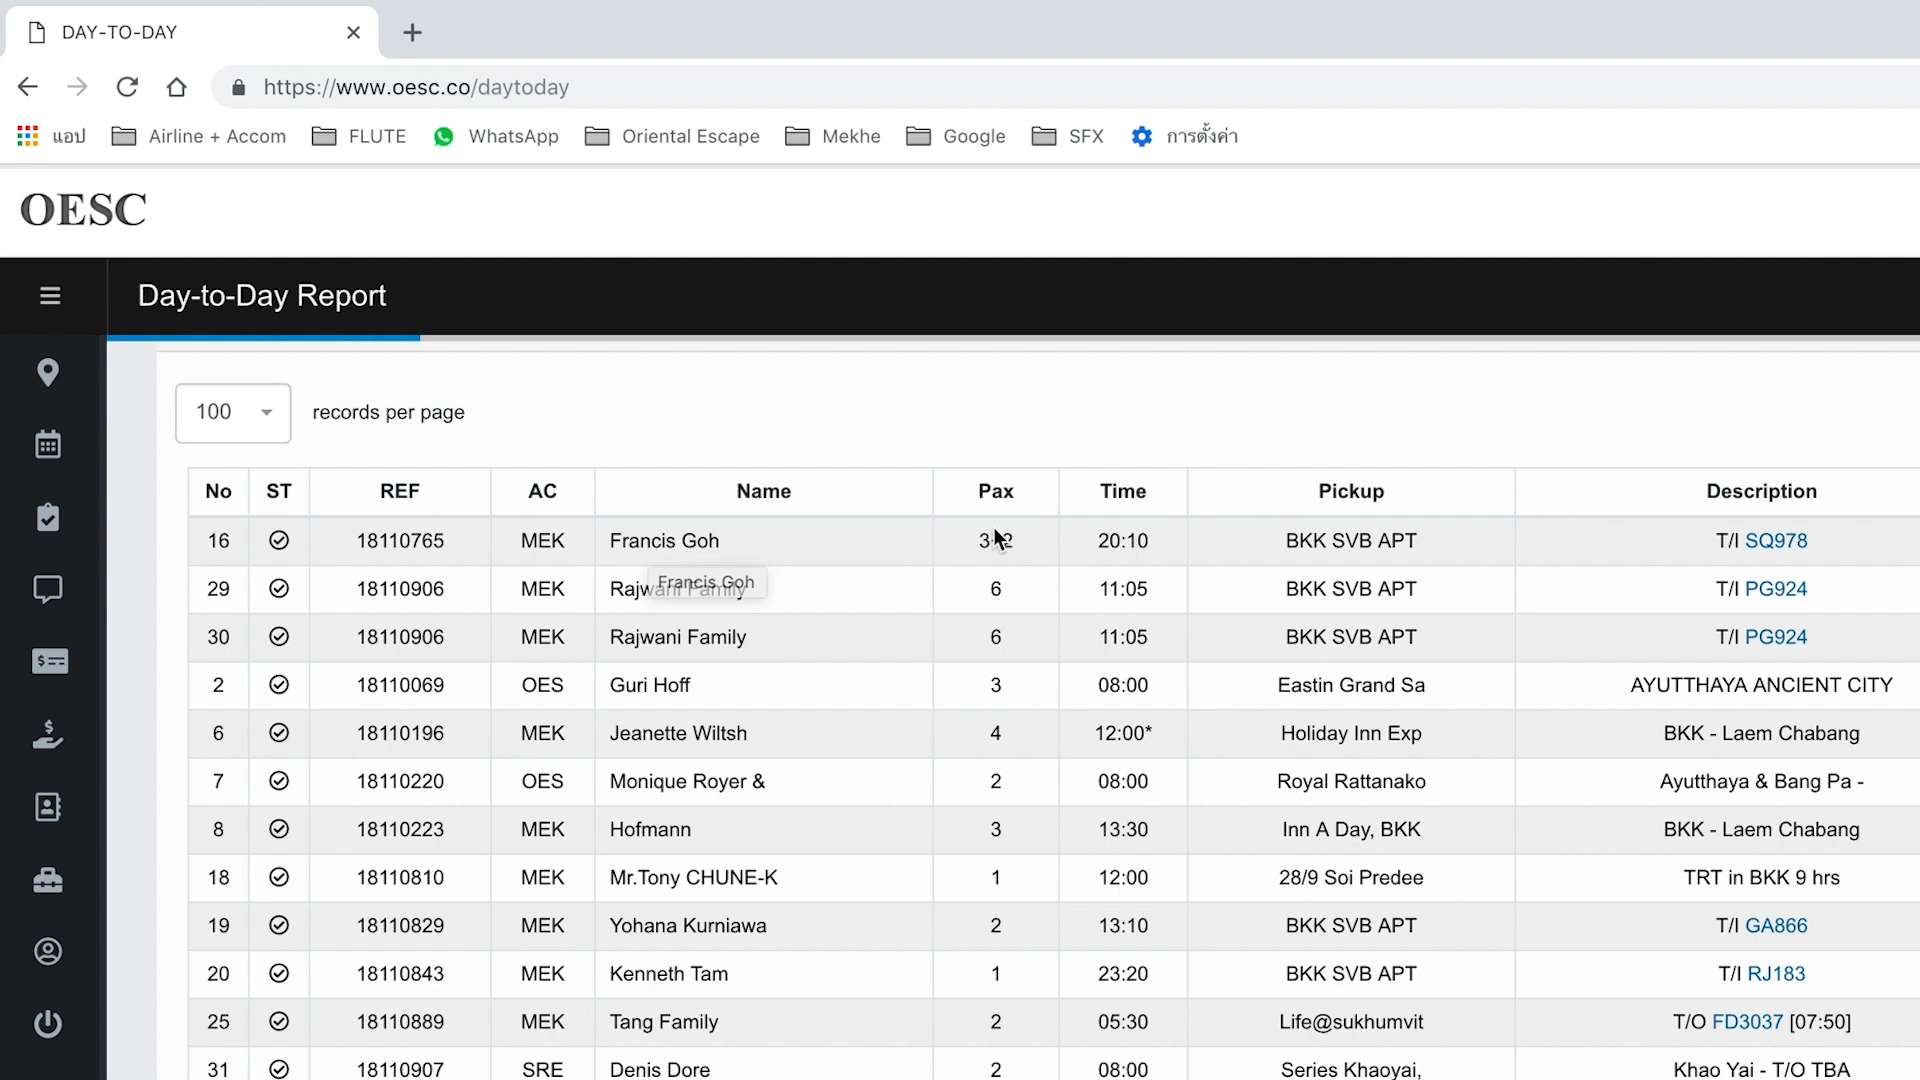 DAY-TO-DAY
https://www.oesc.co/daytoday
แอป Airline + Accom FLUTE WhatsApp Oriental Escape Mekhe Google SFX การตั้งค่า
OESC
Day-to-Day Report
100 records per page
No ST REF AC Name Pax Time Pickup Description
16 18110765 MEK Francis Goh 20:10 BKK SVB APT T/I SQ978
Francis Goh
29 18110906 MEK Rajwani Family 6 11:05 BKK SVB APT T/I PG924
30 18110906 MEK Rajwani Family 6 11:05 BKK SVB APT T/I PG924
2 18110069 OES Guri Hoff 3 08:00 Eastin Grand Sa AYUTTHAYA ANCIENT CITY
6 18110196 MEK Jeanette Wiltsh 4 12:00* Holiday Inn Exp BKK - Laem Chabang
7 18110220 OES Monique Royer & 2 08:00 Royal Rattanako Ayutthaya & Bang Pa -
8 18110223 MEK Hofmann 3 13:30 Inn A Day, BKK BKK - Laem Chabang
18 18110810 MEK Mr.Tony CHUNE-K 1 12:00 28/9 Soi Predee TRT in BKK 9 hrs
19 18110829 MEK Yohana Kurniawa 2 13:10 BKK SVB APT T/I GA866
20 18110843 MEK Kenneth Tam 1 23:20 BKK SVB APT T/I RJ183
25 18110889 MEK Tang Family 2 05:30 Life@sukhumvit T/O FD3037 [07:50]
31 18110907 SRE Denis Dore 2 08:00 Series Khaoyai, Khao Yai - T/O TBA